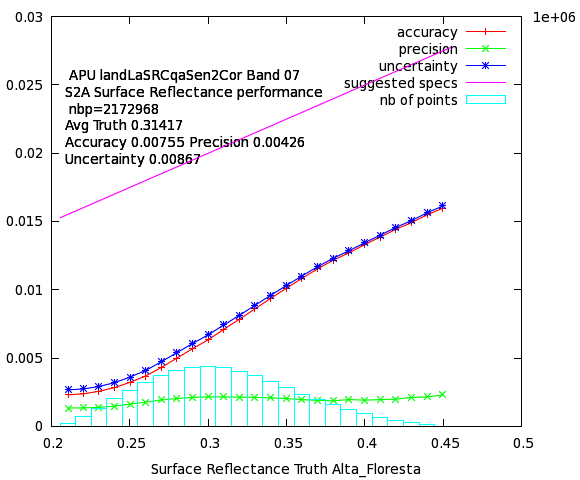 0.03
1e+06
accuracy
precision
uncertainty
suggested specs
nb of points
APU landLaSRCqaSen2Cor Band 07
S2A Surface Reflectance performance
nbp=2172968
Avg Truth 0.31417
Accuracy 0.00755 Precision 0.00426
Uncertainty 0.00867
0.025
0.02
0.015
0.01
0.005
0
0.2 0.25 0.3 0.35 0.4 0.45 0.5
Surface Reflectance Truth Alta_Floresta